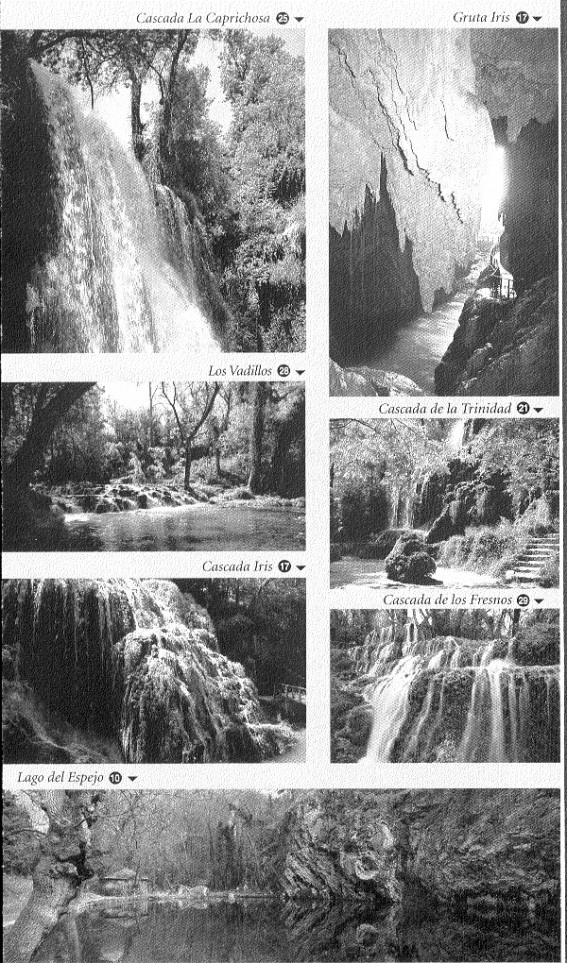 Cascada La Caprichosa 25
Gruta Iris 17
Los Vadillos 28
Cascada de la Trinidad 21
Cascada Iris 17
Cascada de los Fresnos 29
Lago del Espejo 10